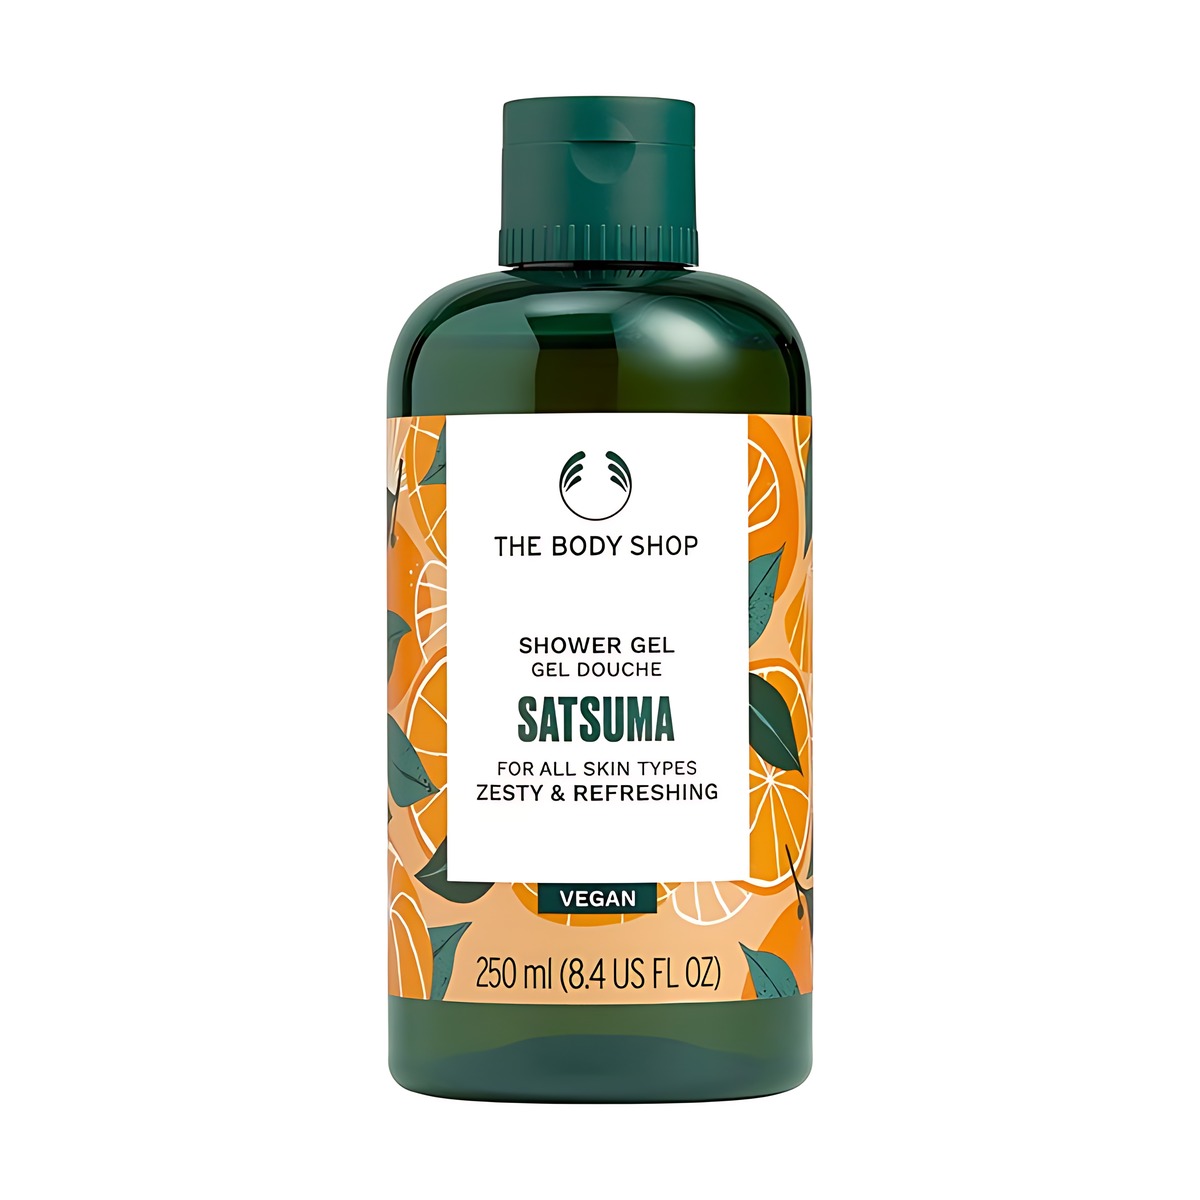 THE BODY SHOP
SHOWER GEL
GEL DOUCHE
SATSUMA
FOR ALL SKIN TYPES
ZESTY & REFRESHING
VEGAN
250 ml (8.4 US FL OZ)